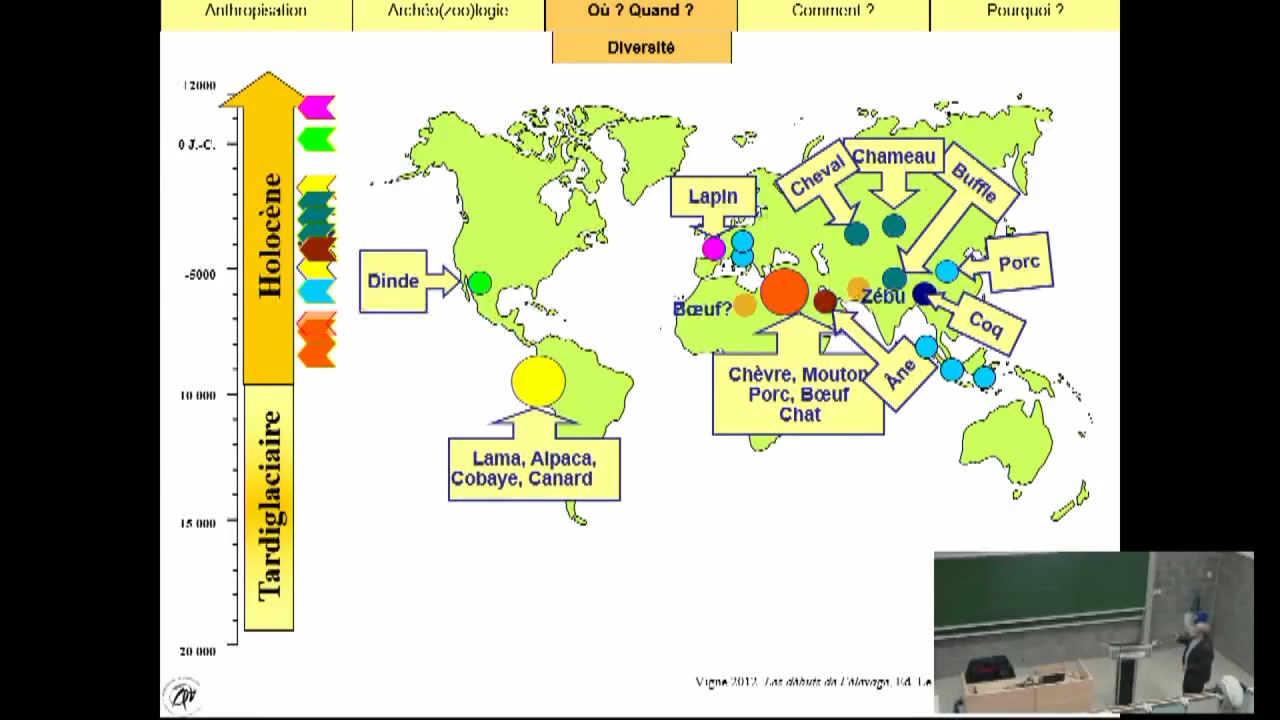 Anthropisation
Archéo(zoo)logie
Où ? Quand ?
Comment ?
Pourquoi ?
Diversité
12000
0 J.-C.
-5000
10 000
15 000
20 000
Holocène
Tardiglaciaire
Lapin
Cheval
Chameau
Buffle
Porc
Dinde
Bœuf?
Zébu
Coq
Âne
Chèvre, Mouton
Porc, Bœuf
Chat
Lama, Alpaca,
Cobaye, Canard
Vigne 2012. Les débuts de l'élevage, Ed. Le